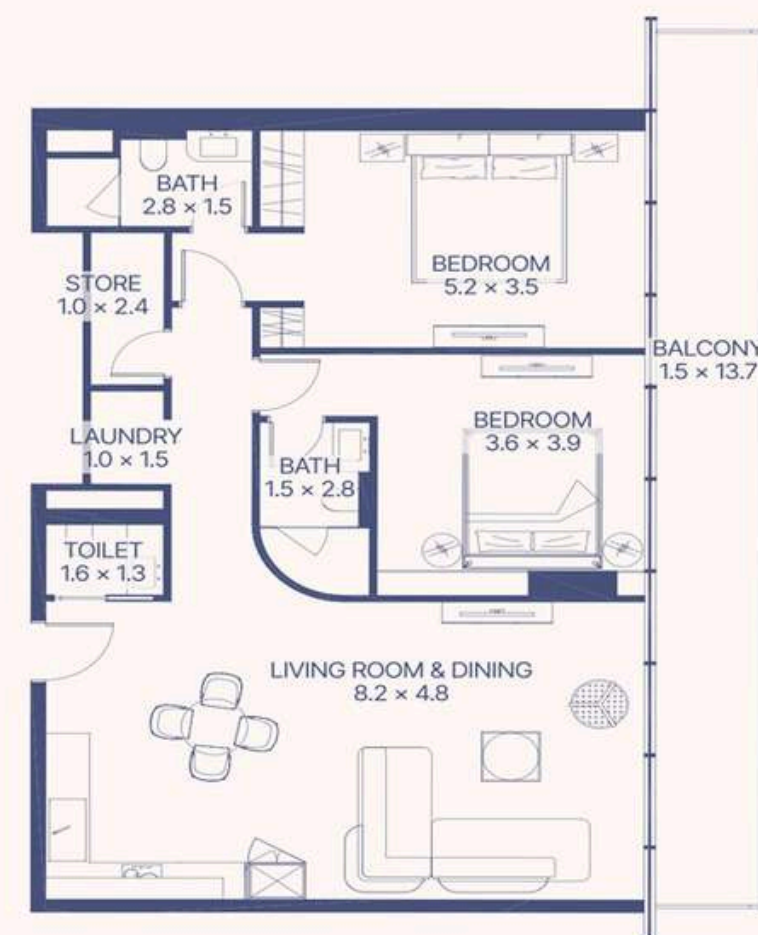 BATH
2.8 × 1.5
BEDROOM
5.2 × 3.5
STORE
1.0 × 2.4
BALCONY
1.5 × 13.7
BEDROOM
3.6 × 3.9
LAUNDRY
1.0 × 1.5
BATH
1.5 × 2.8
TOILET
1.6 × 1.3
LIVING ROOM & DINING
8.2 × 4.8